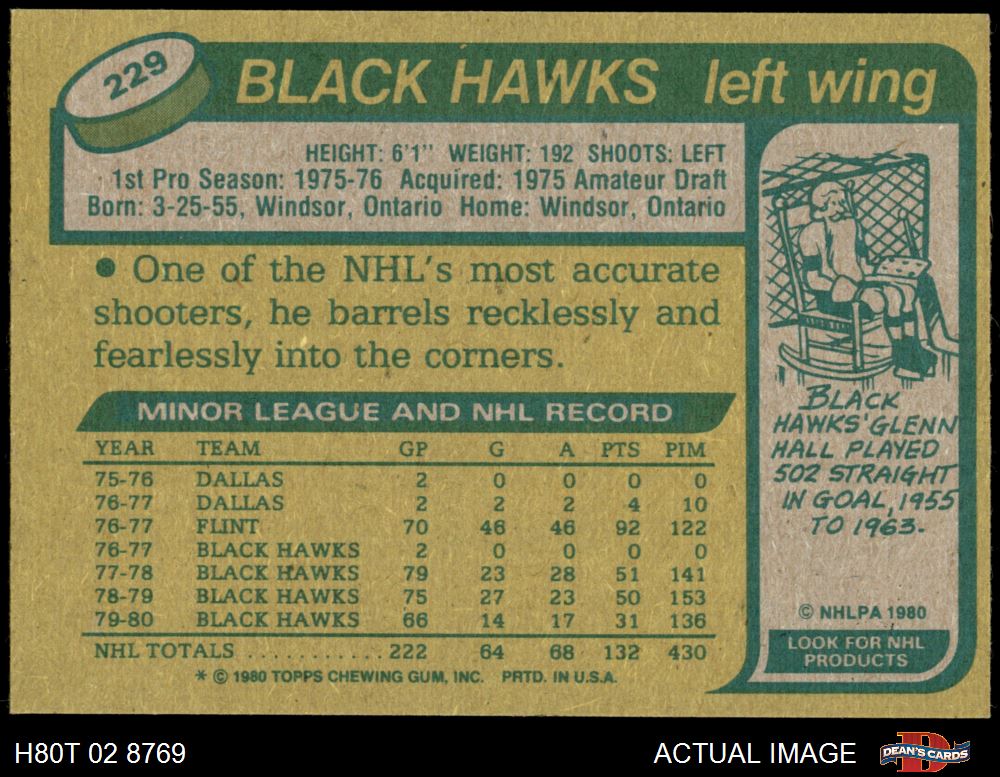 229
BLACK HAWKS left wing
HEIGHT: 6'1" WEIGHT: 192 SHOOTS: LEFT
1st Pro Season: 1975-76 Acquired: 1975 Amateur Draft
Born: 3-25-55, Windsor, Ontario Home: Windsor, Ontario
• One of the NHL's most accurate
shooters, he barrels recklessly and
fearlessly into the corners.
MINOR LEAGUE AND NHL RECORD
YEAR TEAM GP G A PTS PIM
75-76 DALLAS 2 0 0 0 0
76-77 DALLAS 2 2 2 4 10
76-77 FLINT 70 46 46 92 122
76-77 BLACK HAWKS 2 0 0 0 0
77-78 BLACK HAWKS 79 23 28 51 141
78-79 BLACK HAWKS 75 27 23 50 153
79-80 BLACK HAWKS 66 14 17 31 136
NHL TOTALS ............ 222 64 68 132 430
* © 1980 TOPPS CHEWING GUM, INC. PRTD. IN U.S.A.
BLACK
HAWKS' GLENN
HALL PLAYED
502 STRAIGHT
IN GOAL, 1955
TO 1963.
© NHLPA 1980
LOOK FOR NHL
PRODUCTS
H80T 02 8769
ACTUAL IMAGE
DEAN'S CARDS